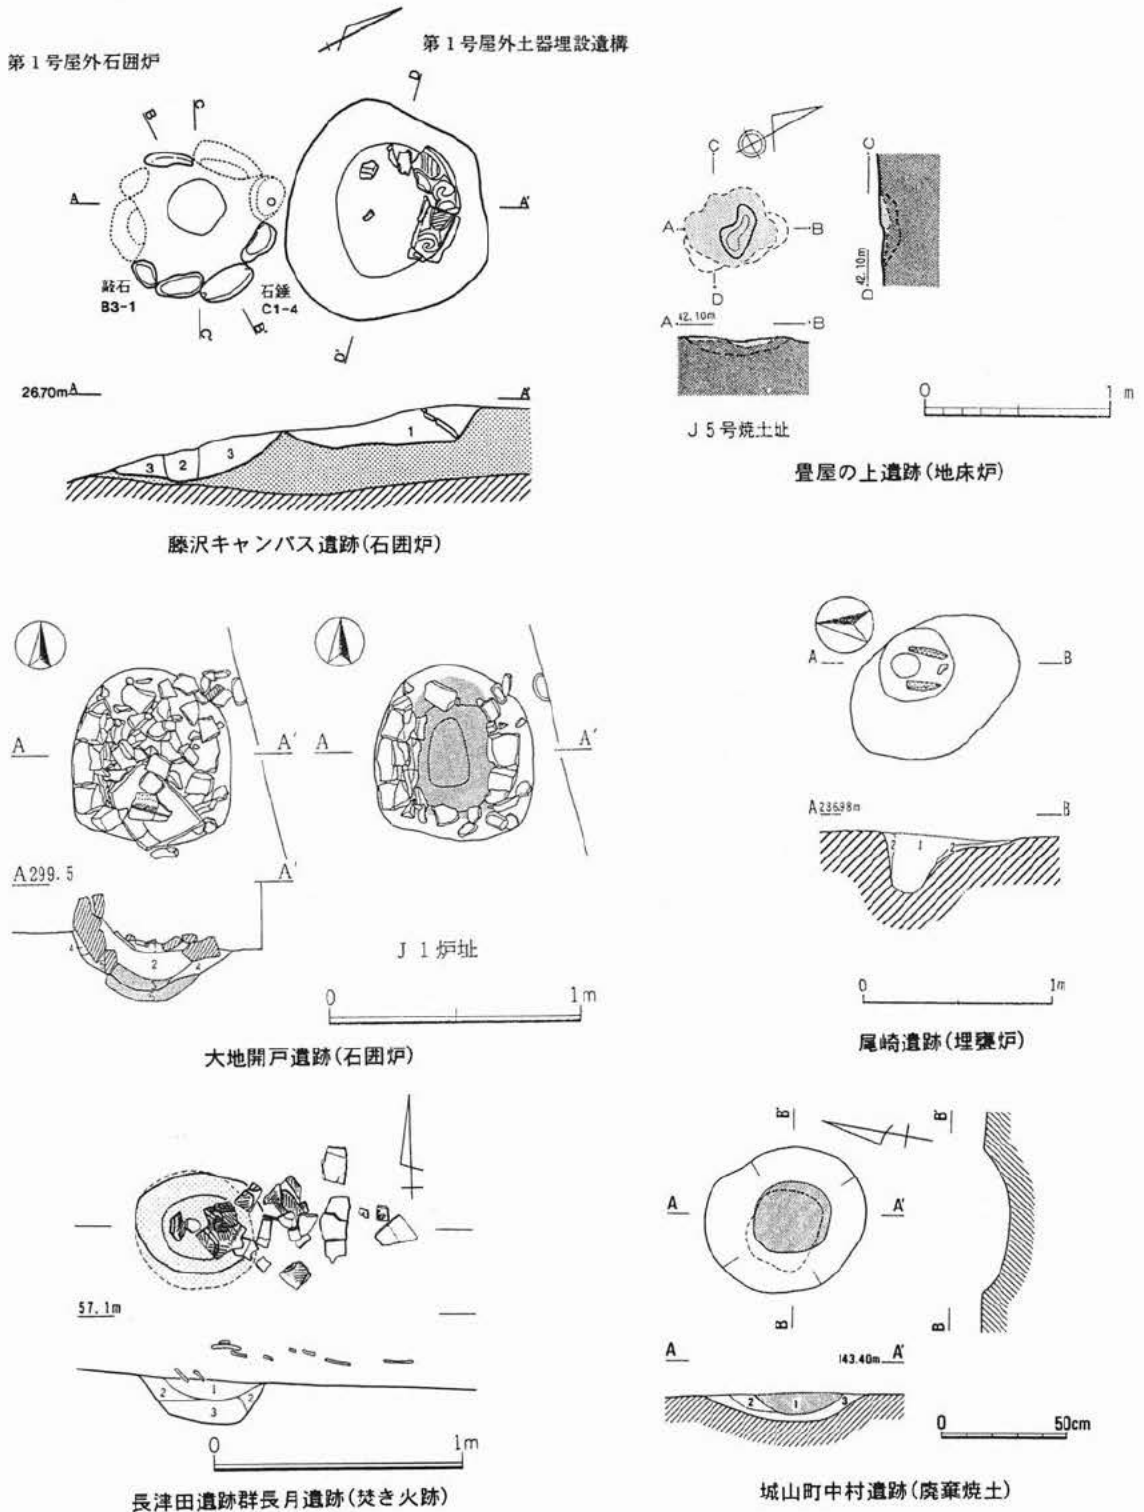 第1号屋外石囲炉
第1号屋外土器埋設遺構
B
C
D
A
A'
敲石
B3-1
石錘
C1-4
C'
B'
D'
26.70m A
A'
3
2
3
1
藤沢キャンパス遺跡(石囲炉)
C
A
B
D
C
D
42.10m
A
42.10m
B
J5号焼土址
0
1 m
畳屋の上遺跡(地床炉)
A
A'
A
A'
A299.5
A'
2
4
4
J1炉址
0
1m
大地開戸遺跡(石囲炉)
A
B
A 236.98m
B
2
1
2
0
1m
尾崎遺跡(埋甕炉)
57.1m
1
2
2
3
0
1m
長津田遺跡群長月遺跡(焚き火跡)
B'
B'
A
A'
B
B
A
143.40m A'
2
1
3
0
50cm
城山町中村遺跡(廃棄焼土)